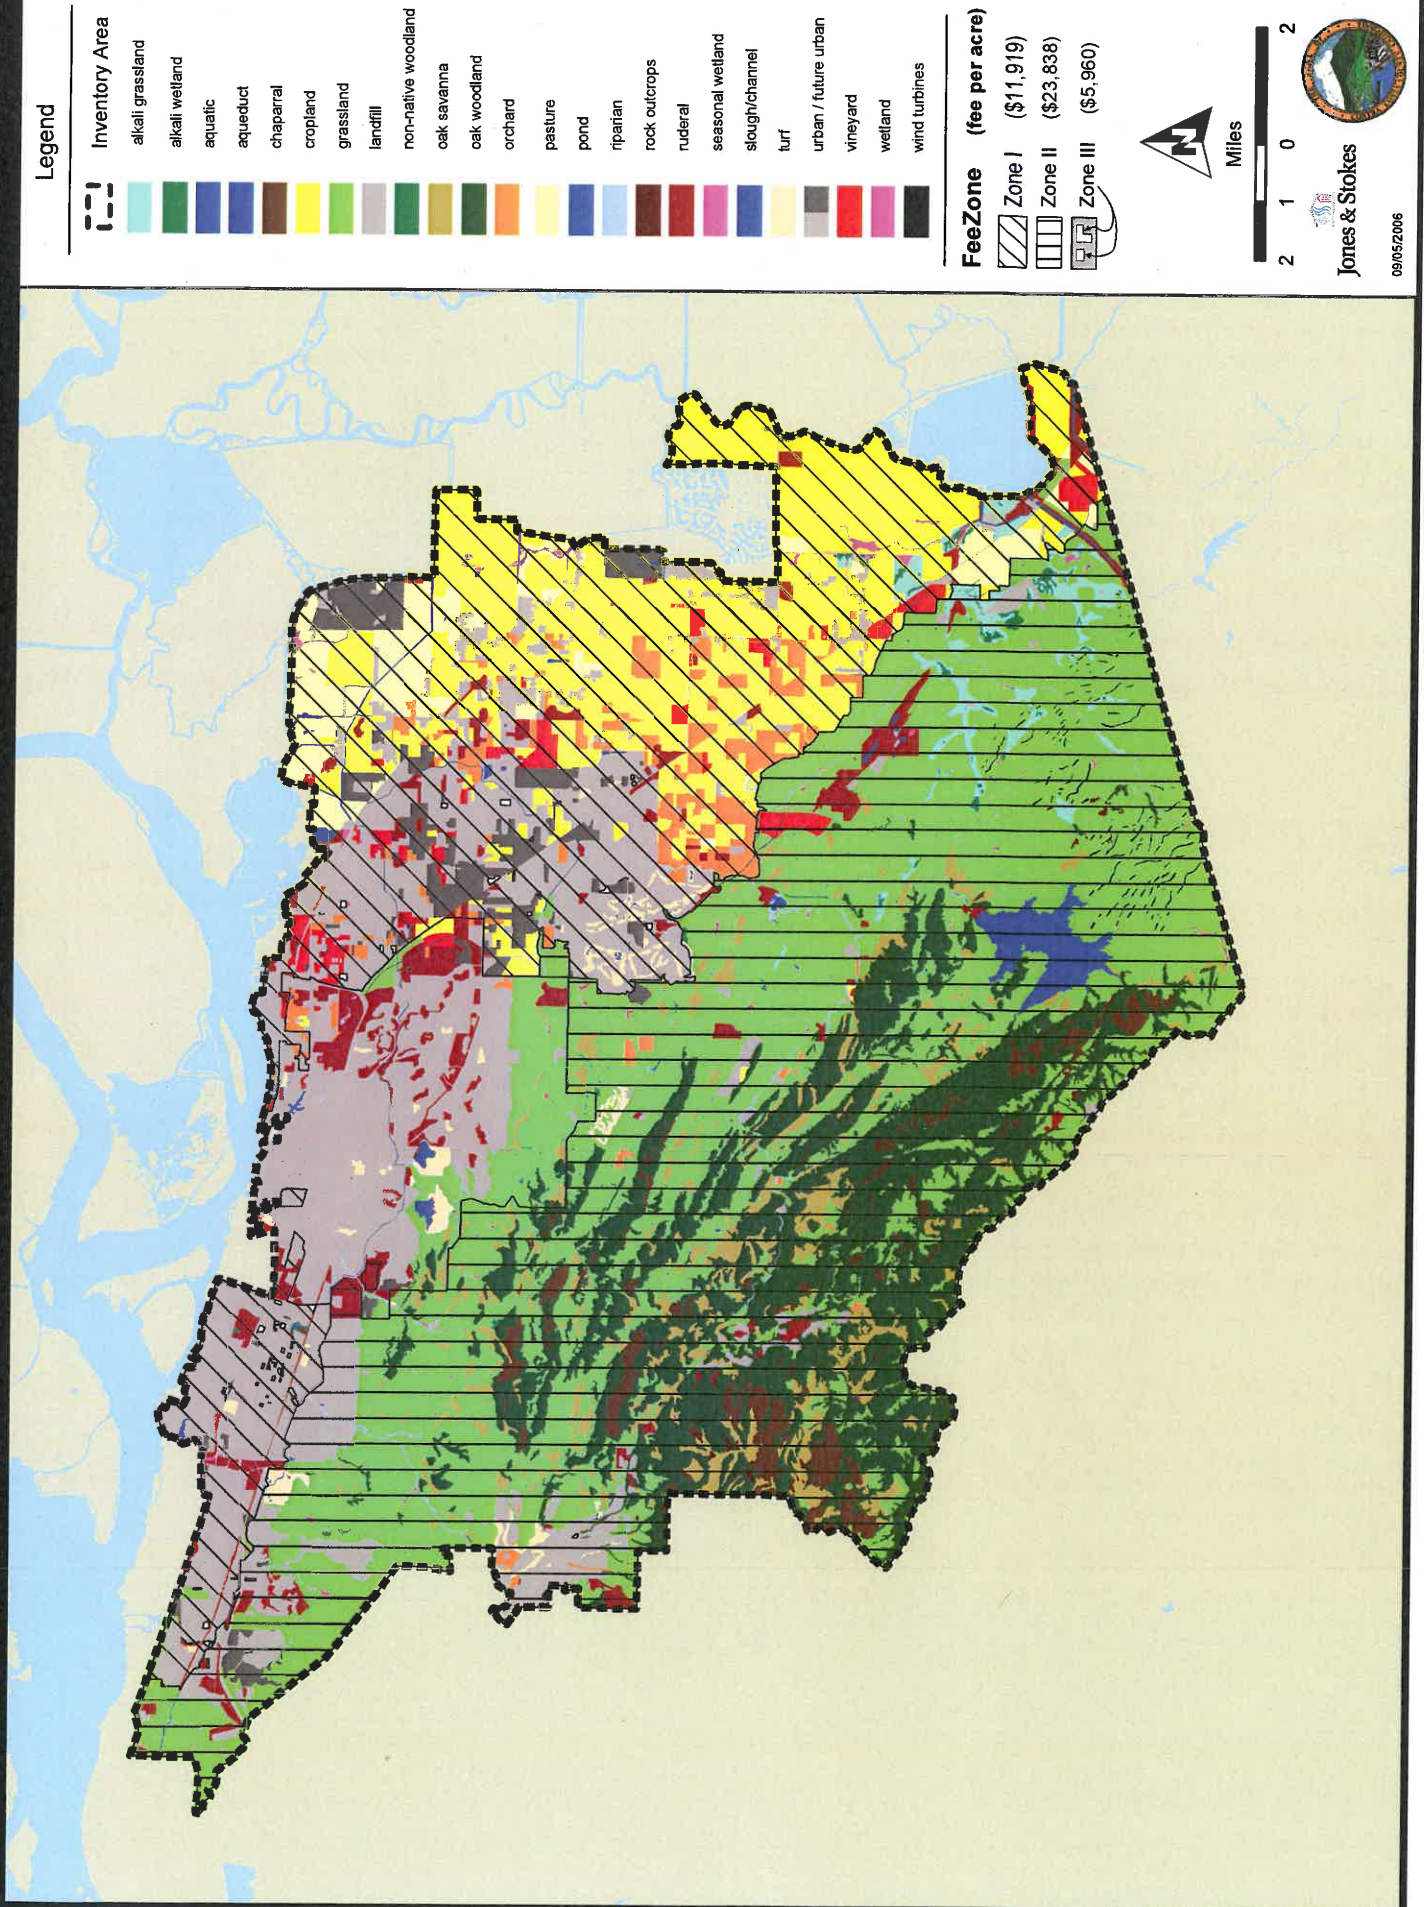 Legend
Inventory Area
alkali grassland
alkali wetland
aquatic
aqueduct
chaparral
cropland
grassland
landfill
non-native woodland
oak savanna
oak woodland
orchard
pasture
pond
riparian
rock outcrops
ruderal
seasonal wetland
slough/channel
turf
urban / future urban
vineyard
wetland
wind turbines
FeeZone (fee per acre)
Zone I ($11,919)
Zone II ($23,838)
Zone III ($5,960)
N
Miles
2 1 0 2
Jones & Stokes
09/05/2006